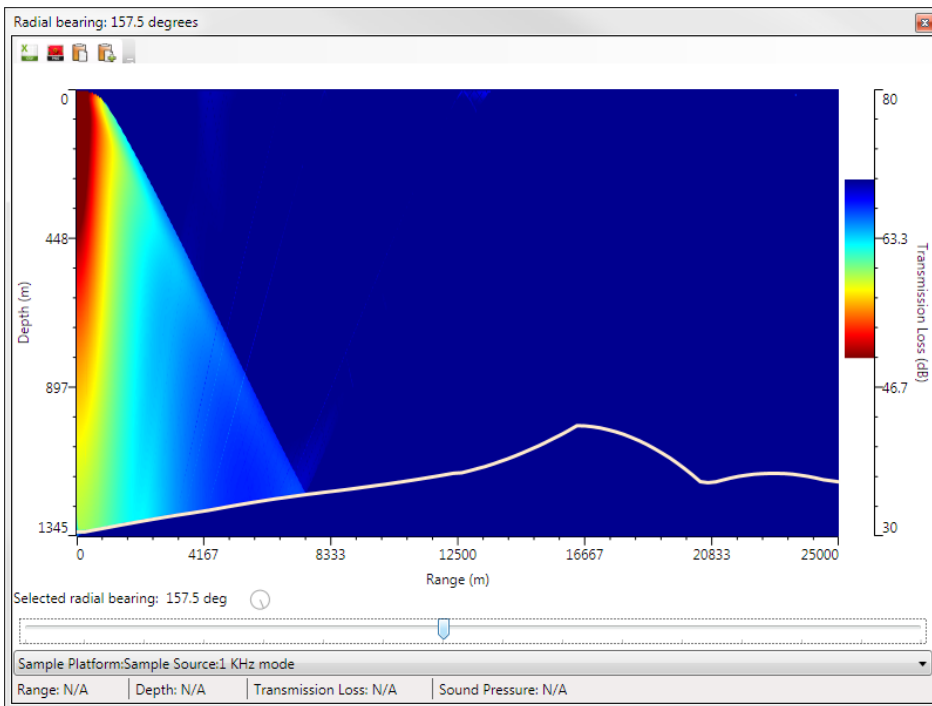 Radial bearing: 157.5 degrees
0
448
897
1345
Depth (m)
0 4167 8333 12500 16667 20833 25000
Range (m)
80
63.3
46.7
30
Transmission Loss (dB)
Selected radial bearing: 157.5 deg
Sample Platform:Sample Source:1 KHz mode
Range: N/A Depth: N/A Transmission Loss: N/A Sound Pressure: N/A